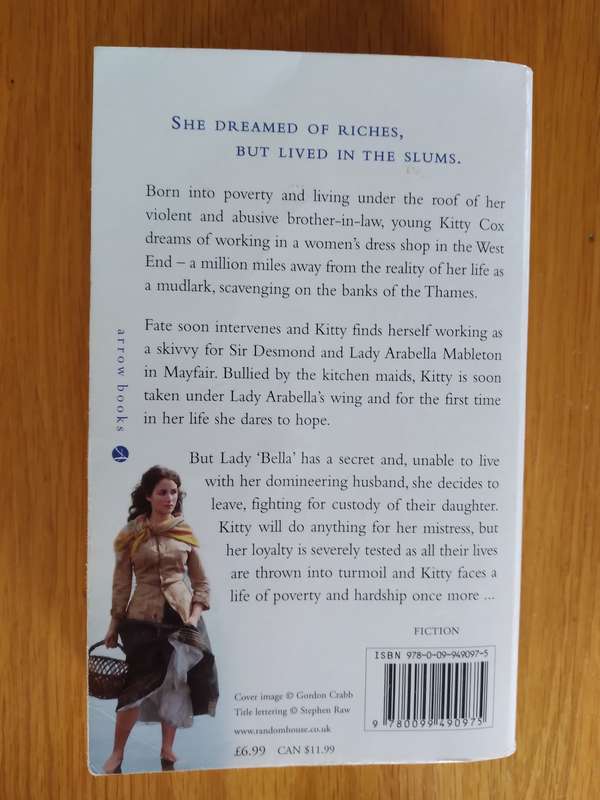 SHE DREAMED OF RICHES,
BUT LIVED IN THE SLUMS.
Born into poverty and living under the roof of her
violent and abusive brother-in-law, young Kitty Cox
dreams of working in a women's dress shop in the West
End – a million miles away from the reality of her life as
a mudlark, scavenging on the banks of the Thames.
Fate soon intervenes and Kitty finds herself working as
a skivvy for Sir Desmond and Lady Arabella Mableton
in Mayfair. Bullied by the kitchen maids, Kitty is soon
taken under Lady Arabella's wing and for the first time
in her life she dares to hope.
But Lady 'Bella' has a secret and, unable to live
with her domineering husband, she decides to
leave, fighting for custody of their daughter.
Kitty will do anything for her mistress, but
her loyalty is severely tested as all their lives
are thrown into turmoil and Kitty faces a
life of poverty and hardship once more ...
arrow books
FICTION
ISBN 978-0-09-949097-5
9 780099 490975
Cover image © Gordon Crabb
Title lettering © Stephen Raw
www.randomhouse.co.uk
£6.99 CAN $11.99